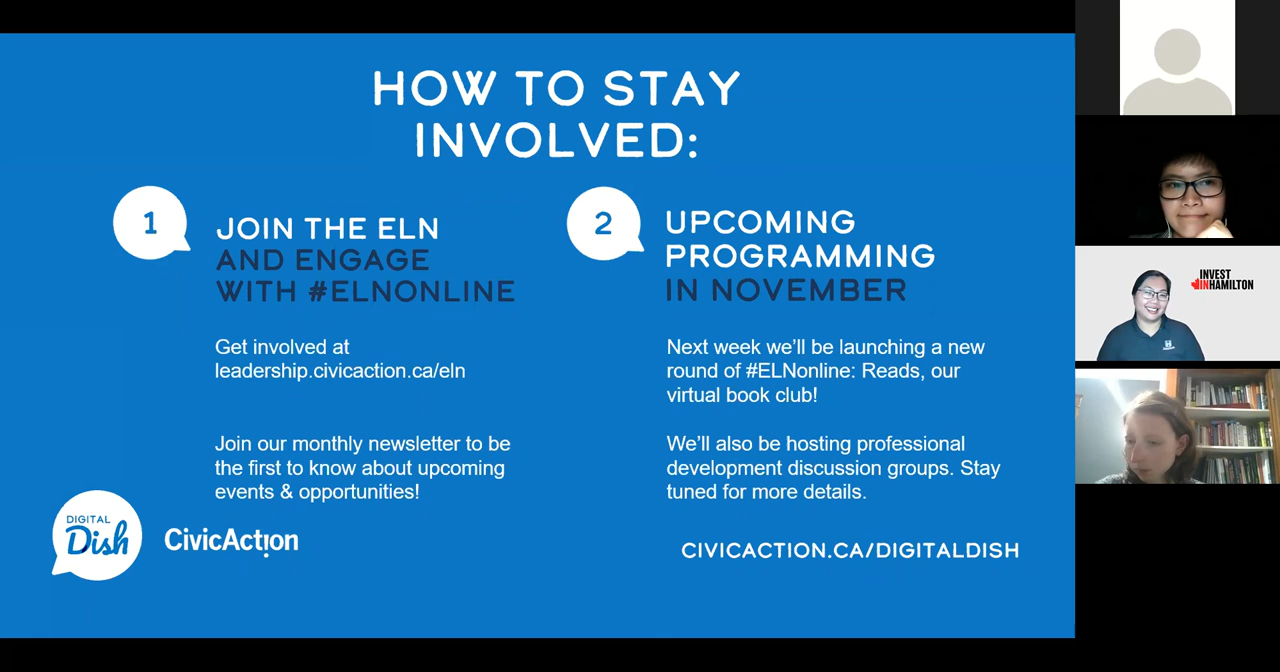 HOW TO STAY
INVOLVED:
1
JOIN THE ELN
AND ENGAGE
WITH #ELNONLINE
Get involved at
leadership.civicaction.ca/eln
Join our monthly newsletter to be
the first to know about upcoming
events & opportunities!
2
UPCOMING
PROGRAMMING
IN NOVEMBER
Next week we’ll be launching a new
round of #ELNonline: Reads, our
virtual book club!
We’ll also be hosting professional
development discussion groups. Stay
tuned for more details.
DIGITAL
Dish
CivicAction
CIVICACTION.CA/DIGITALDISH
INVEST
INHAMILTON